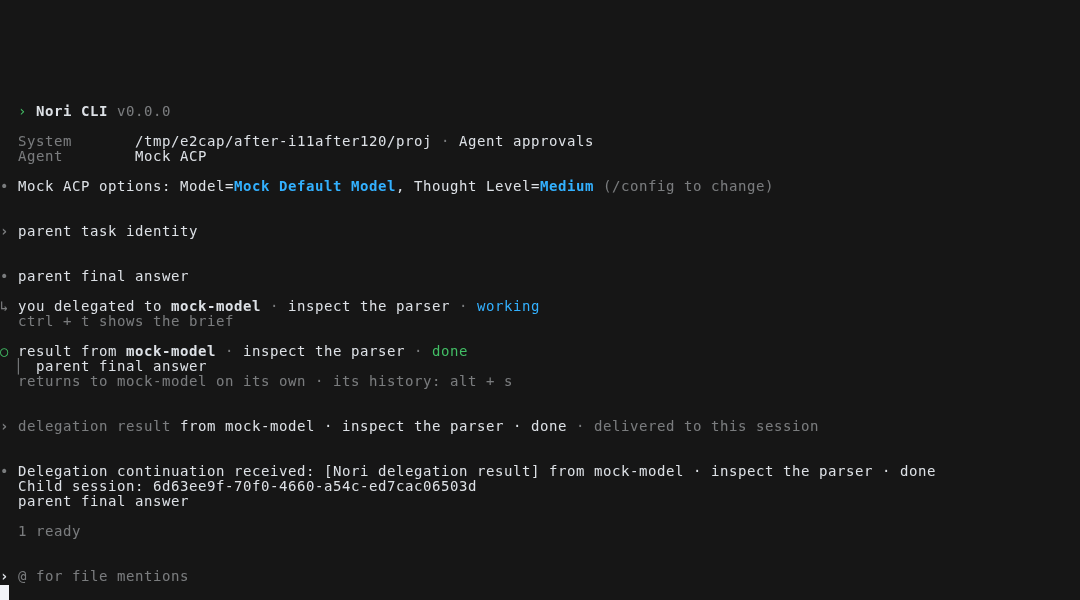 › Nori CLI v0.0.0
System /tmp/e2cap/after-i11after120/proj · Agent approvals
Agent Mock ACP
• Mock ACP options: Model=Mock Default Model, Thought Level=Medium (/config to change)
› parent task identity
• parent final answer
↳ you delegated to mock-model · inspect the parser · working
ctrl + t shows the brief
○ result from mock-model · inspect the parser · done
│ parent final answer
returns to mock-model on its own · its history: alt + s
› delegation result from mock-model · inspect the parser · done · delivered to this session
• Delegation continuation received: [Nori delegation result] from mock-model · inspect the parser · done
Child session: 6d63ee9f-70f0-4660-a54c-ed7cac06503d
parent final answer
1 ready
› @ for file mentions